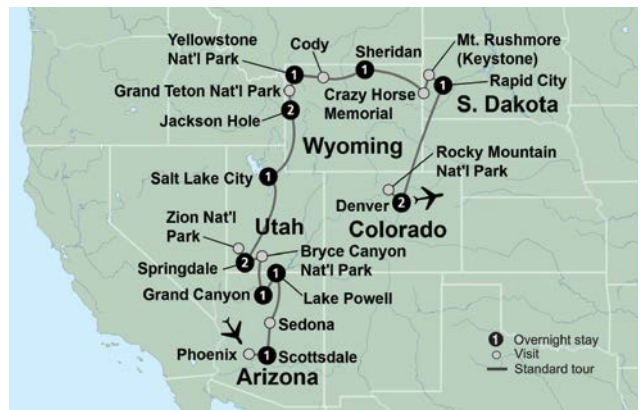 Yellowstone
Nat'l Park
Cody
Sheridan
Mt. Rushmore
(Keystone)
1
1
1
Rapid City
Grand Teton Nat'l Park
Crazy Horse
Memorial
S. Dakota
Jackson Hole
2
Wyoming
Rocky Mountain
Nat'l Park
Salt Lake City
1
Denver
2
Colorado
Zion Nat'l
Park
Utah
Bryce Canyon
Nat'l Park
Springdale
2
1
Grand Canyon
1
Lake Powell
Sedona
Phoenix
1
Scottsdale
Arizona
1 Overnight stay
Visit
Standard tour